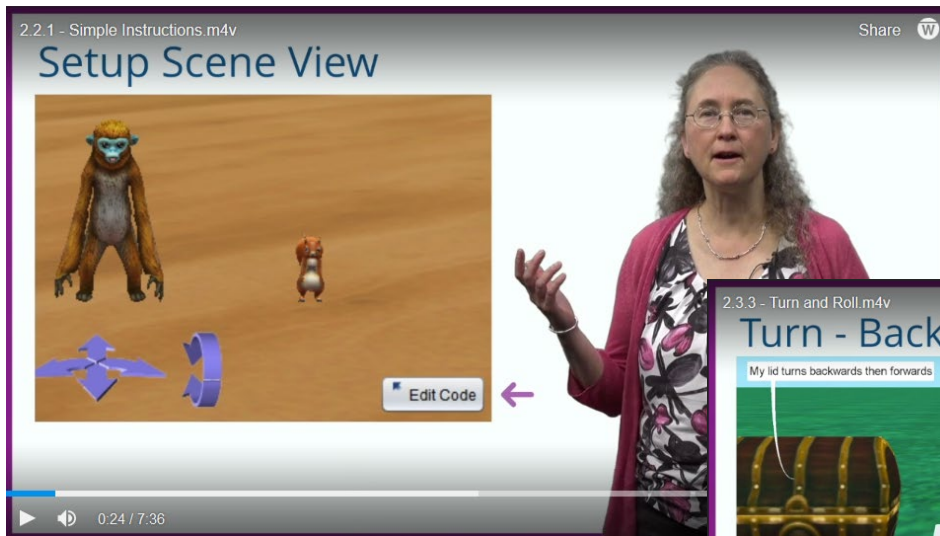 2.2.1 - Simple Instructions.m4v
Share
W
Setup Scene View
Edit Code
0:24 / 7:36
2.3.3 - Turn and Roll.m4v
Turn - Back
My lid turns backwards then forwards